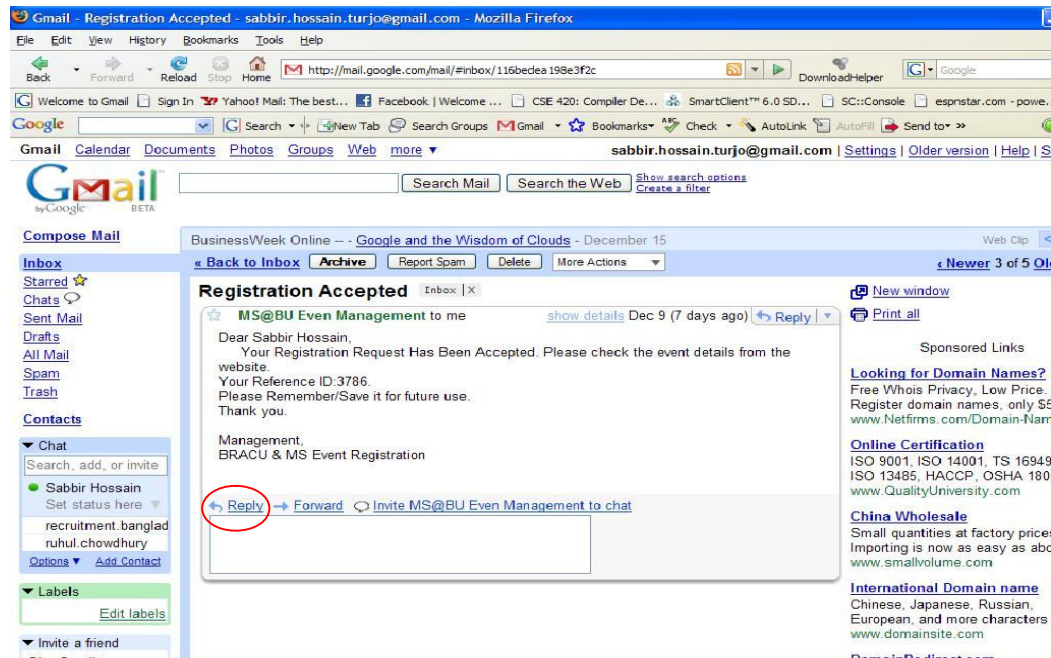 Gmail - Registration Accepted - sabbir.hossain.turjo@gmail.com - Mozilla Firefox
File Edit View History Bookmarks Tools Help
Back Forward Reload Stop Home http://mail.google.com/mail/#inbox/116bedea198e3f2c DownloadHelper G Google
G Welcome to Gmail Sign In Yahoo! Mail: The best... Facebook | Welcome ... CSE 420: Compiler De... SmartClient™ 6.0 SD... SC::Console espnstar.com - powe.
Google G Search New Tab Search Groups Gmail Bookmarks Check AutoLink AutoFill Send to »
Gmail Calendar Documents Photos Groups Web more ▼ sabbir.hossain.turjo@gmail.com | Settings | Older version | Help | S
Gmail by Google BETA
Search Mail Search the Web Show search options
Create a filter
Compose Mail
BusinessWeek Online -- - Google and the Wisdom of Clouds - December 15 Web Clip <
Inbox
Starred
Chats
Sent Mail
Drafts
All Mail
Spam
Trash
Contacts
▼ Chat
Search, add, or invite
Sabbir Hossain
Set status here ▼
recruitment.banglad
ruhul.chowdhury
Options ▼ Add Contact
▼ Labels
Edit labels
▼ Invite a friend
« Back to Inbox Archive Report Spam Delete More Actions ‹ Newer 3 of 5 Ol
Registration Accepted Inbox | X
MS@BU Even Management to me show details Dec 9 (7 days ago) Reply
Dear Sabbir Hossain,
Your Registration Request Has Been Accepted. Please check the event details from the
website.
Your Reference ID:3786.
Please Remember/Save it for future use.
Thank you.
Management,
BRACU & MS Event Registration
Reply Forward Invite MS@BU Even Management to chat
New window
Print all
Sponsored Links
Looking for Domain Names?
Free Whois Privacy, Low Price.
Register domain names, only $5
www.Netfirms.com/Domain-Nam
Online Certification
ISO 9001, ISO 14001, TS 16949
ISO 13485, HACCP, OSHA 180
www.QualityUniversity.com
China Wholesale
Small quantities at factory prices
Importing is now as easy as abc
www.smallvolume.com
International Domain name
Chinese, Japanese, Russian,
European, and more characters
www.domainsite.com